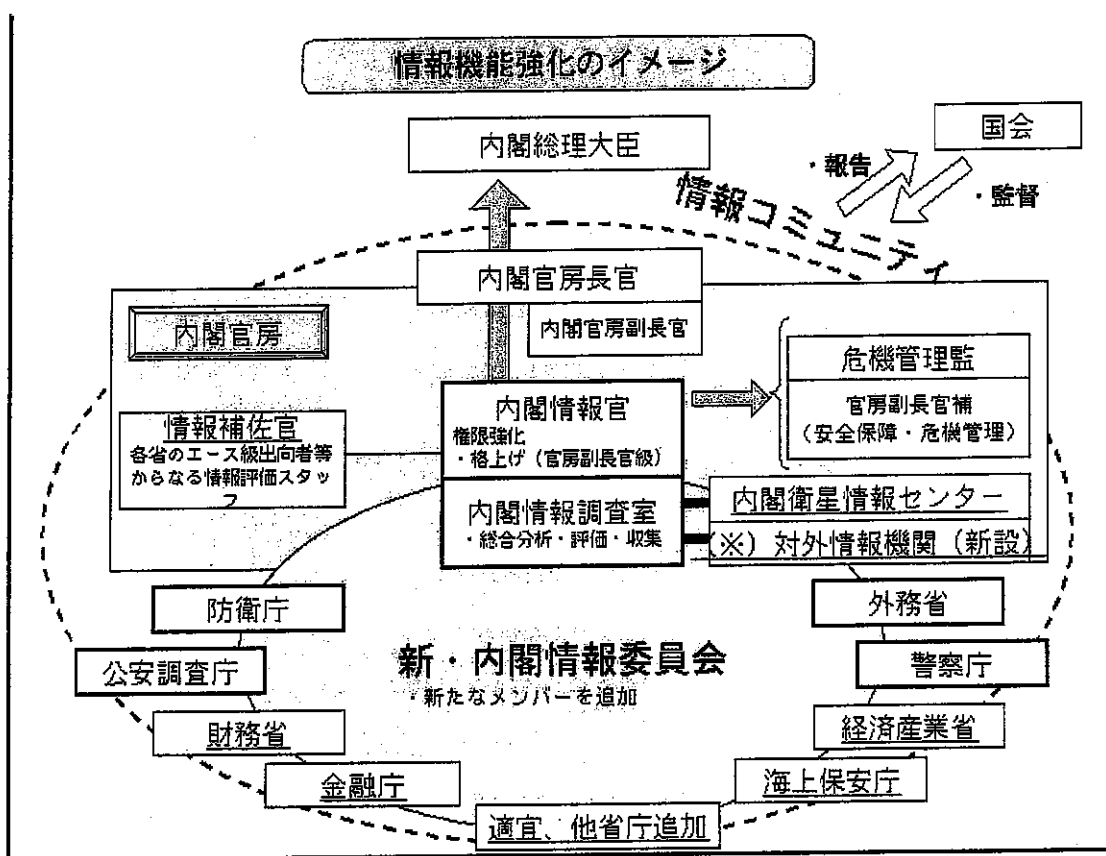 情報機能強化のイメージ
国会
内閣総理大臣
・報告
・監督
情報コミュニティ
内閣官房長官
内閣官房副長官
内閣官房
危機管理監
官房副長官補
（安全保障・危機管理）
内閣情報官
権限強化
・格上げ（官房副長官級）
情報補佐官
各省のエース級出向者等
からなる情報評価スタッ
フ
内閣情報調査室
・総合分析・評価・収集
内閣衛星情報センター
（※）対外情報機関（新設）
防衛庁
外務省
公安調査庁
新・内閣情報委員会
・新たなメンバーを追加
警察庁
財務省
経済産業省
金融庁
海上保安庁
適宜、他省庁追加